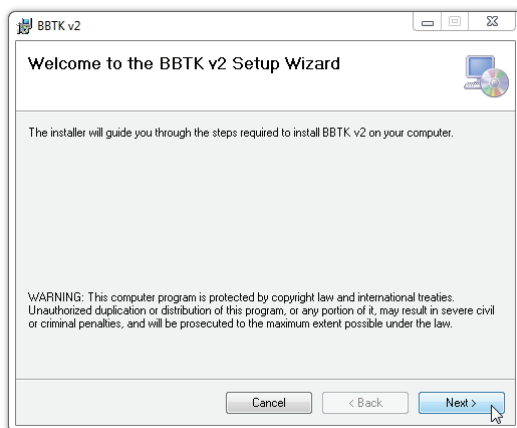 BBTK v2
Welcome to the BBTK v2 Setup Wizard
The installer will guide you through the steps required to install BBTK v2 on your computer.
WARNING: This computer program is protected by copyright law and international treaties.
Unauthorized duplication or distribution of this program, or any portion of it, may result in severe civil
or criminal penalties, and will be prosecuted to the maximum extent possible under the law.
Cancel
< Back
Next >